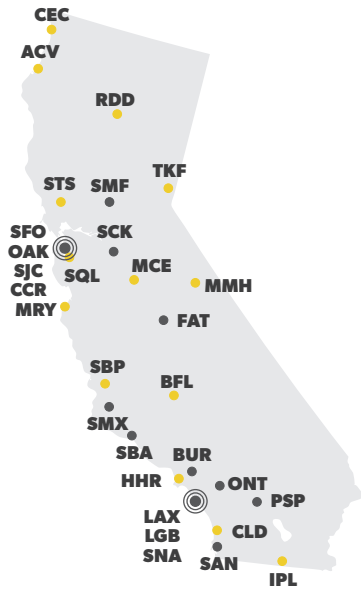 CEC
ACV
RDD
TKF
STS
SMF
SFO
OAK
SJC
CCR
MRY
SCK
SQL
MCE
MMH
FAT
SBP
BFL
SMX
SBA
BUR
HHR
ONT
PSP
LAX
LGB
SNA
CLD
SAN
IPL